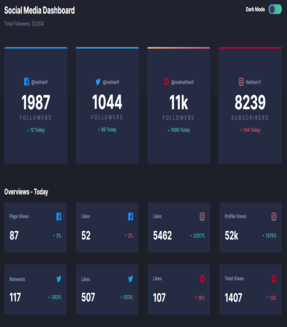 Social Media Dashboard
Total Followers: 23,004
Dark Mode
@nathanf
1987
FOLLOWERS
12 Today
@nathanf
1044
FOLLOWERS
99 Today
@realnathanf
11k
FOLLOWERS
1099 Today
Nathan F.
8239
SUBSCRIBERS
144 Today
Overviews - Today
Page Views
87
3%
Likes
52
2%
Likes
5462
2257%
Profile Views
52k
1375%
Retweets
117
303%
Likes
507
553%
Likes
107
19%
Total Views
1407
12%